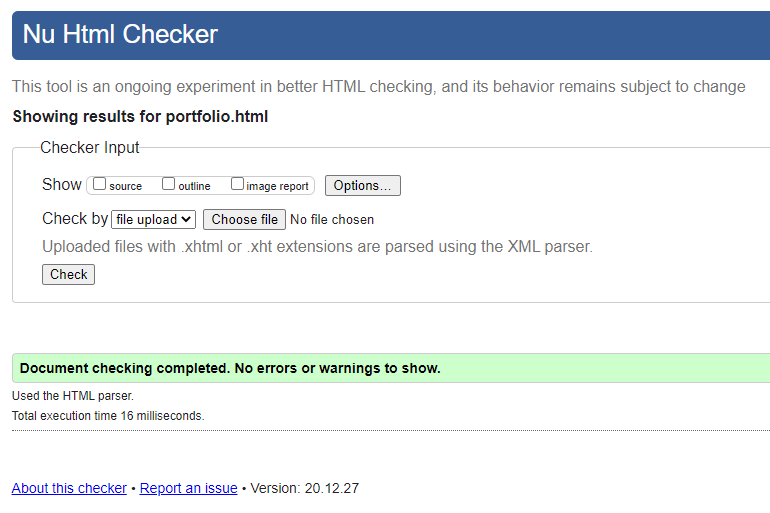 Nu Html Checker
This tool is an ongoing experiment in better HTML checking, and its behavior remains subject to change
Showing results for portfolio.html
Checker Input
Show source outline image report Options...
Check by file upload Choose file No file chosen
Uploaded files with .xhtml or .xht extensions are parsed using the XML parser.
Check
Document checking completed. No errors or warnings to show.
Used the HTML parser.
Total execution time 16 milliseconds.
About this checker • Report an issue • Version: 20.12.27